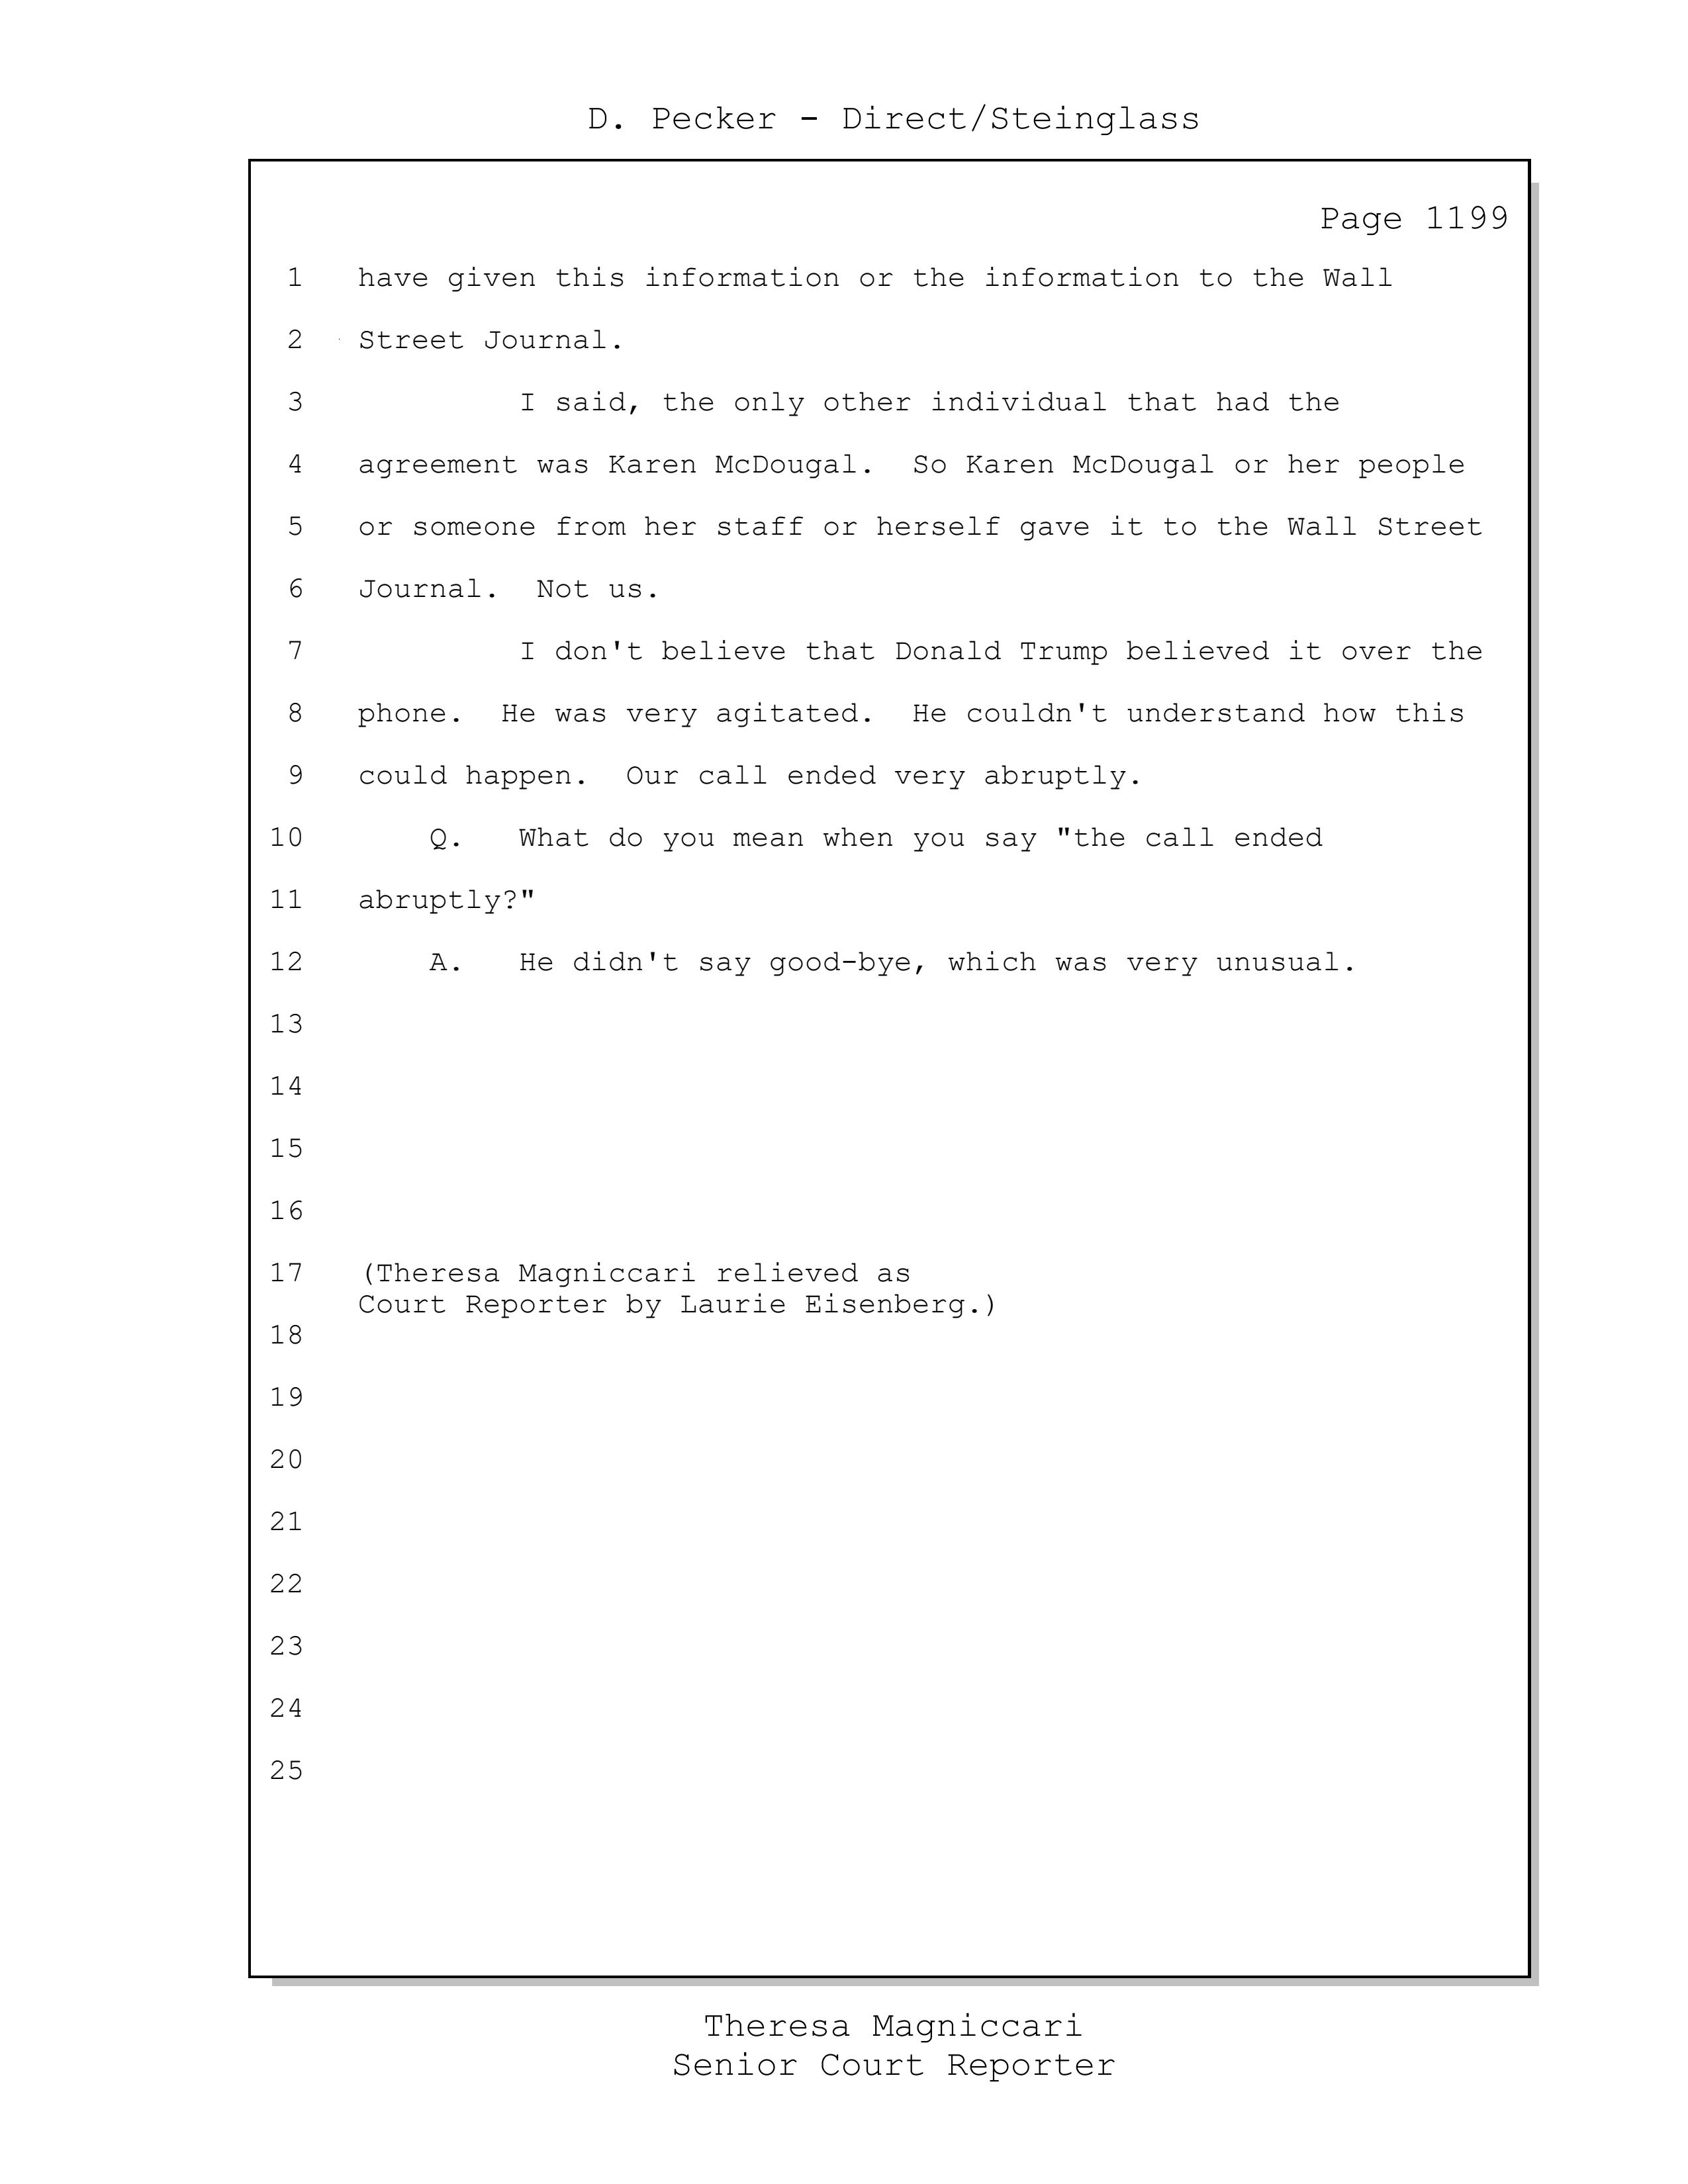 D. Pecker - Direct/Steinglass
Page 1199
1 have given this information or the information to the Wall
2 Street Journal.
3 I said, the only other individual that had the
4 agreement was Karen McDougal. So Karen McDougal or her people
5 or someone from her staff or herself gave it to the Wall Street
6 Journal. Not us.
7 I don't believe that Donald Trump believed it over the
8 phone. He was very agitated. He couldn't understand how this
9 could happen. Our call ended very abruptly.
10 Q. What do you mean when you say "the call ended
11 abruptly?"
12 A. He didn't say good-bye, which was very unusual.
13
14
15
16
17 (Theresa Magniccari relieved as
Court Reporter by Laurie Eisenberg.)
18
19
20
21
22
23
24
25
Theresa Magniccari
Senior Court Reporter